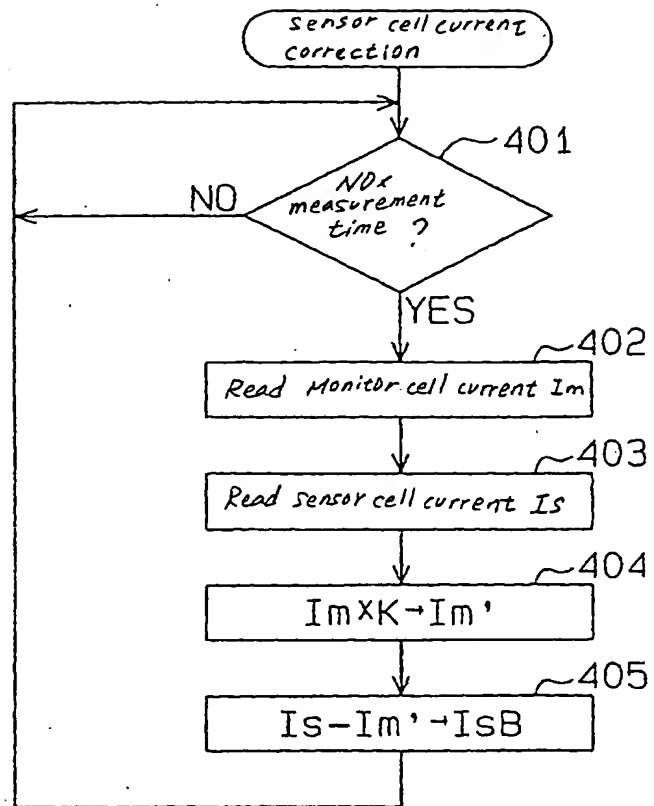 sensor cell current
correction
401
NO
NOx
measurement
time ?
YES
402
Read Monitor cell current Im
403
Read sensor cell current Is
404
Im×K→Im'
405
Is-Im'→IsB